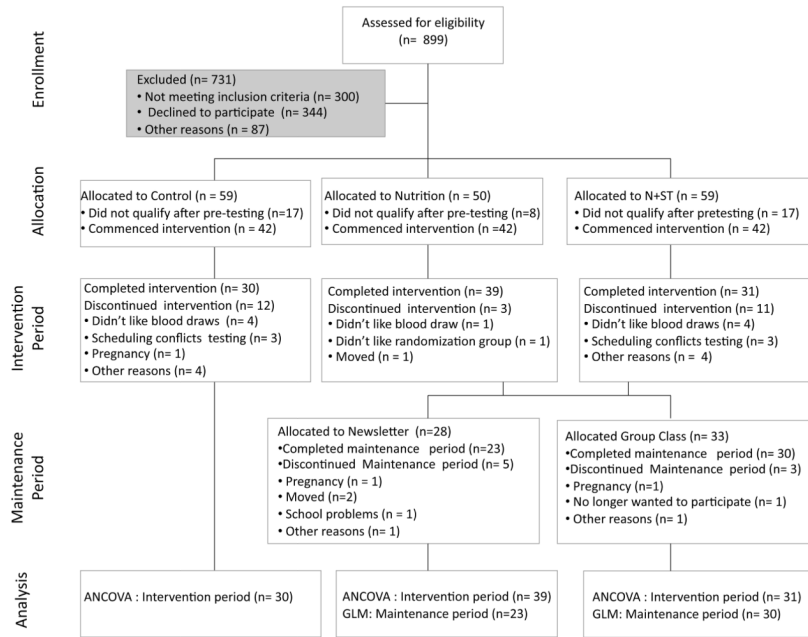 Enrollment
Assessed for eligibility
(n=  899)
Excluded (n= 731)
• Not meeting inclusion criteria (n= 300)
• Declined to participate (n= 344)
• Other reasons (n = 87)
Allocation
Allocated to Control (n = 59)
• Did not qualify after pre-testing (n=17)
• Commenced intervention (n = 42)
Allocated to Nutrition (n = 50)
• Did not qualify after pre-testing (n=8)
• Commenced intervention (n =42)
Allocated to N+ST (n = 59)
• Did not qualify after pretesting (n = 17)
• Commenced intervention (n = 42)
Intervention
Period
Completed intervention (n= 30)
Discontinued intervention (n = 12)
• Didn't like blood draws (n= 4)
• Scheduling conflicts testing (n= 3)
• Pregnancy (n= 1)
• Other reasons (n= 4)
Completed intervention (n= 39)
Discontinued intervention (n= 3)
• Didn't like blood draw (n= 1)
• Didn't like randomization group (n = 1)
• Moved (n = 1)
Completed intervention (n= 31)
Discontinued intervention (n= 11)
• Didn't like blood draws (n= 4)
• Scheduling conflicts testing (n= 3)
• Other reasons (n =  4)
Maintenance
Period
Allocated to Newsletter (n=28)
•Completed maintenance period (n=23)
•Discontinued Maintenance period (n= 5)
• Pregnancy (n = 1)
• Moved (n=2)
• School problems (n = 1)
• Other reasons (n= 1)
Allocated Group Class (n = 33)
•Completed maintenance period (n= 30)
•Discontinued Maintenance period (n= 3)
• Pregnancy (n=1)
• No longer wanted to participate (n= 1)
• Other reasons (n= 1)
Analysis
ANCOVA : Intervention period (n= 30)
ANCOVA : Intervention period (n= 39)
GLM: Maintenance period (n=23)
ANCOVA : Intervention period (n= 31)
GLM: Maintenance period (n= 30)